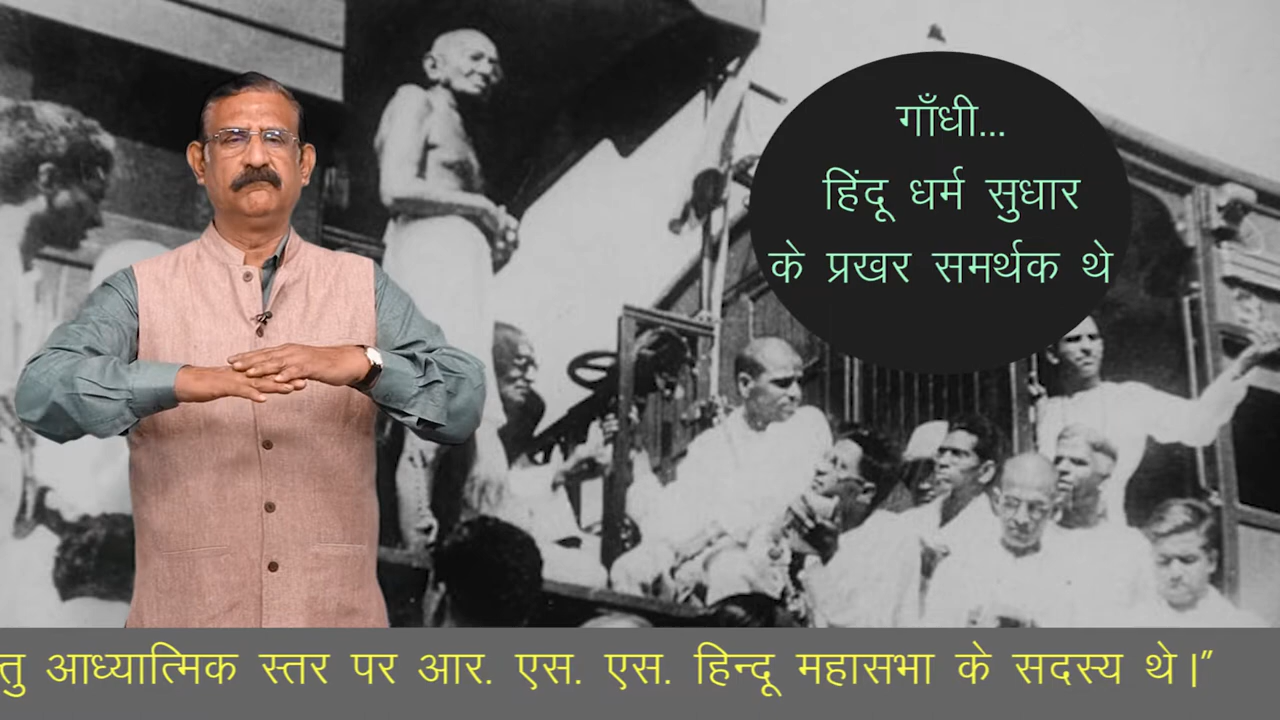 गाँधी...
हिंदू धर्म सुधार
के प्रखर समर्थक थे
आध्यात्मिक स्तर पर आर. एस. एस. हिन्दू महासभा के सदस्य थे|”